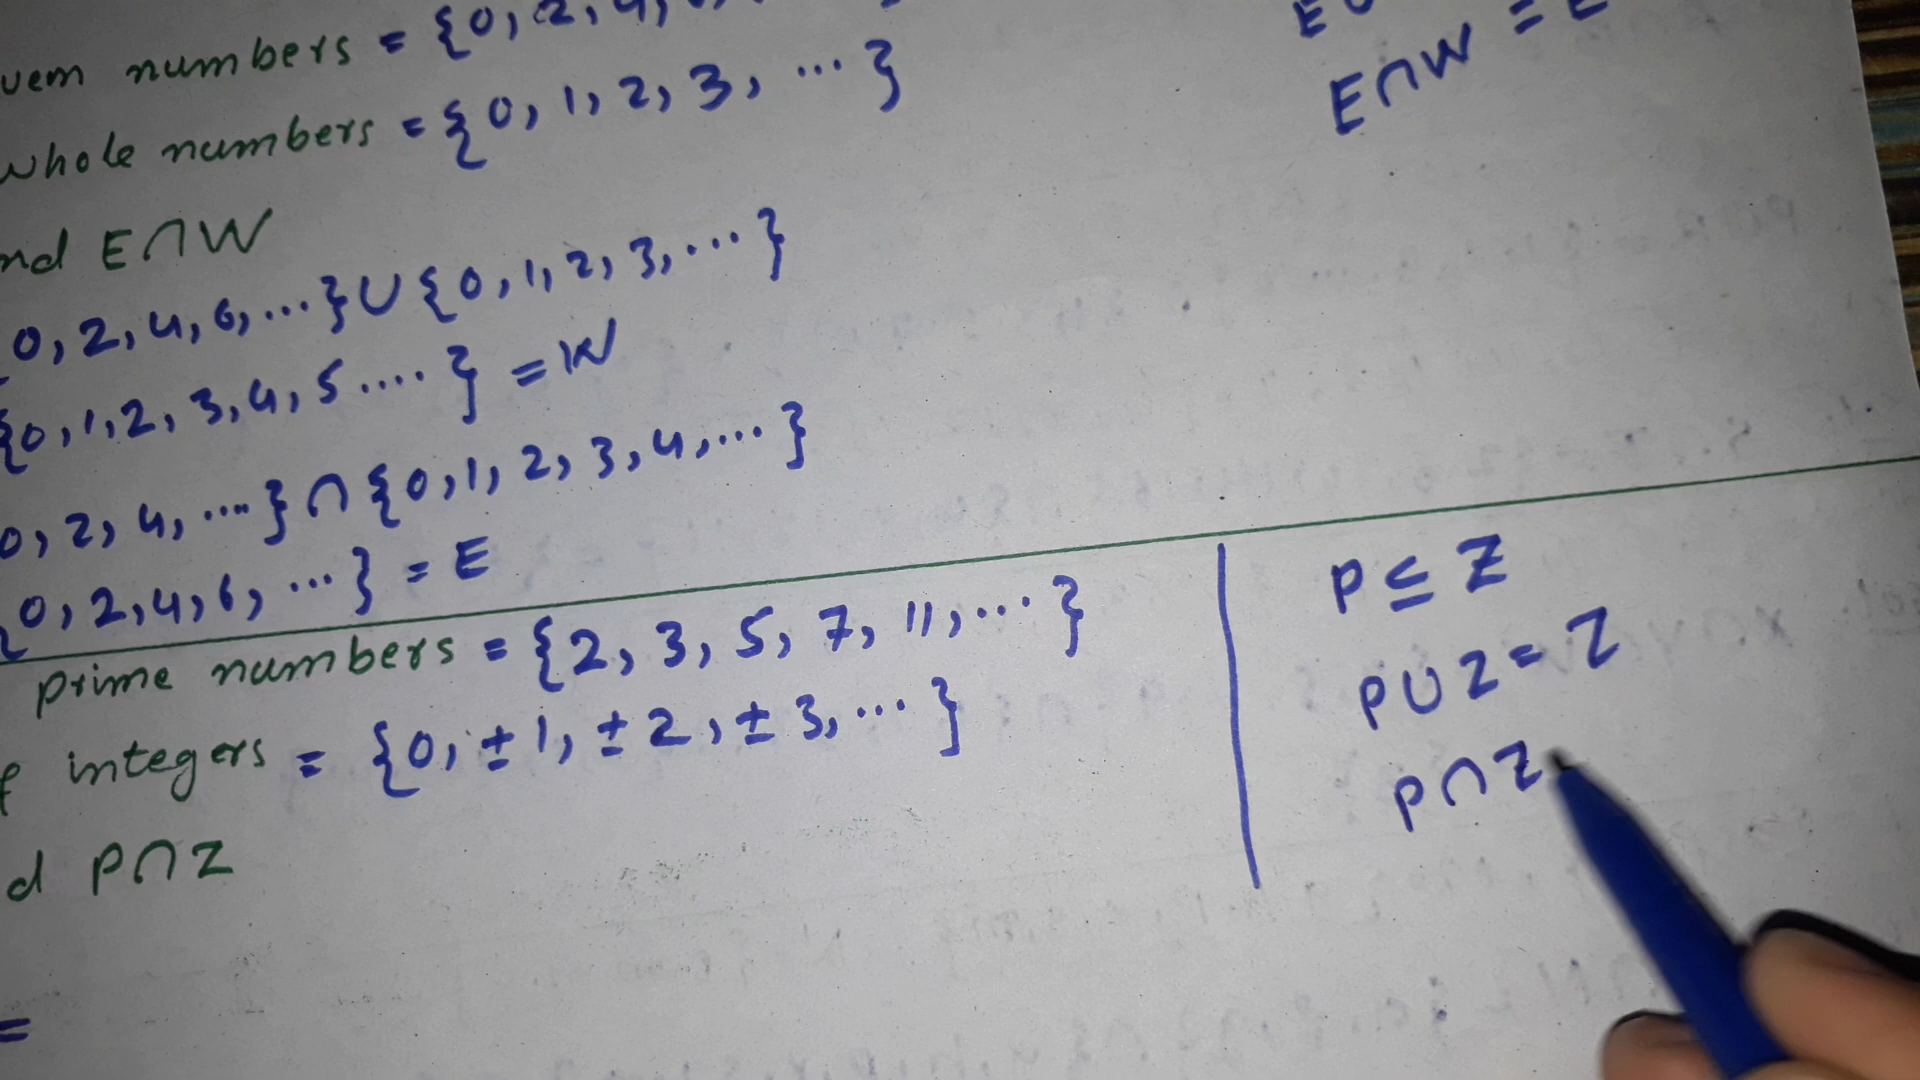 numbers = {0, 2, 4,
whole numbers = {0, 1, 2, 3, ... }
E∩W
0, 2, 4, 6, ...}∪{0, 1, 2, 3, ...}
{0, 1, 2, 3, 4, 5 ....} = W
0, 2, 4, ....}∩{0, 1, 2, 3, 4, ...}
{0, 2, 4, 6, ...} = E
prime numbers = {2, 3, 5, 7, 11, ... }
integers = {0, ±1, ±2, ±3, ... }
d P∩Z
=
E∩W =
P ⊆ Z
P∪Z = Z
P∩Z